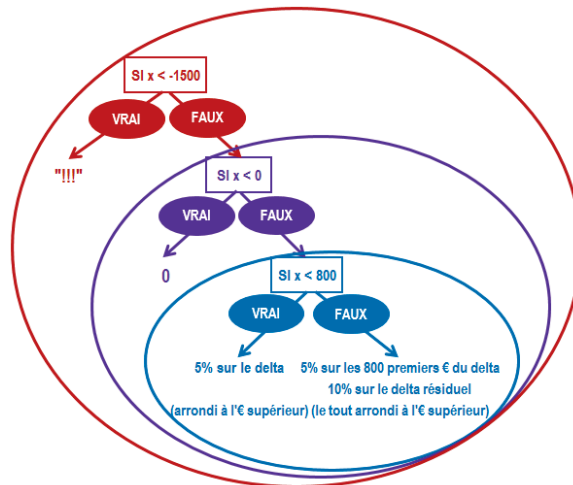 SI x < -1500
VRAI FAUX
"!!!"
SI x < 0
VRAI FAUX
0
SI x < 800
VRAI FAUX
5% sur le delta 5% sur les 800 premiers € du delta
10% sur le delta résiduel
(arrondi à l'€ supérieur) (le tout arrondi à l'€ supérieur)